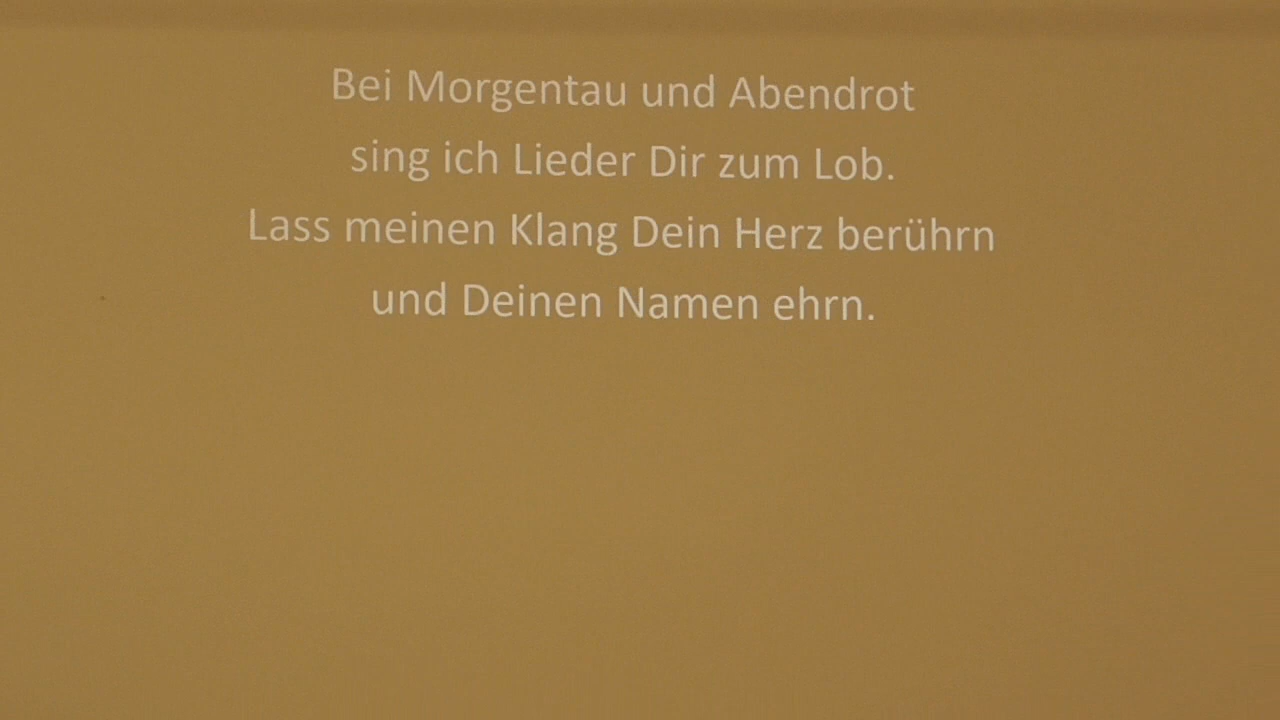 Bei Morgentau und Abendrot
sing ich Lieder Dir zum Lob.
Lass meinen Klang Dein Herz berührn
und Deinen Namen ehrn.